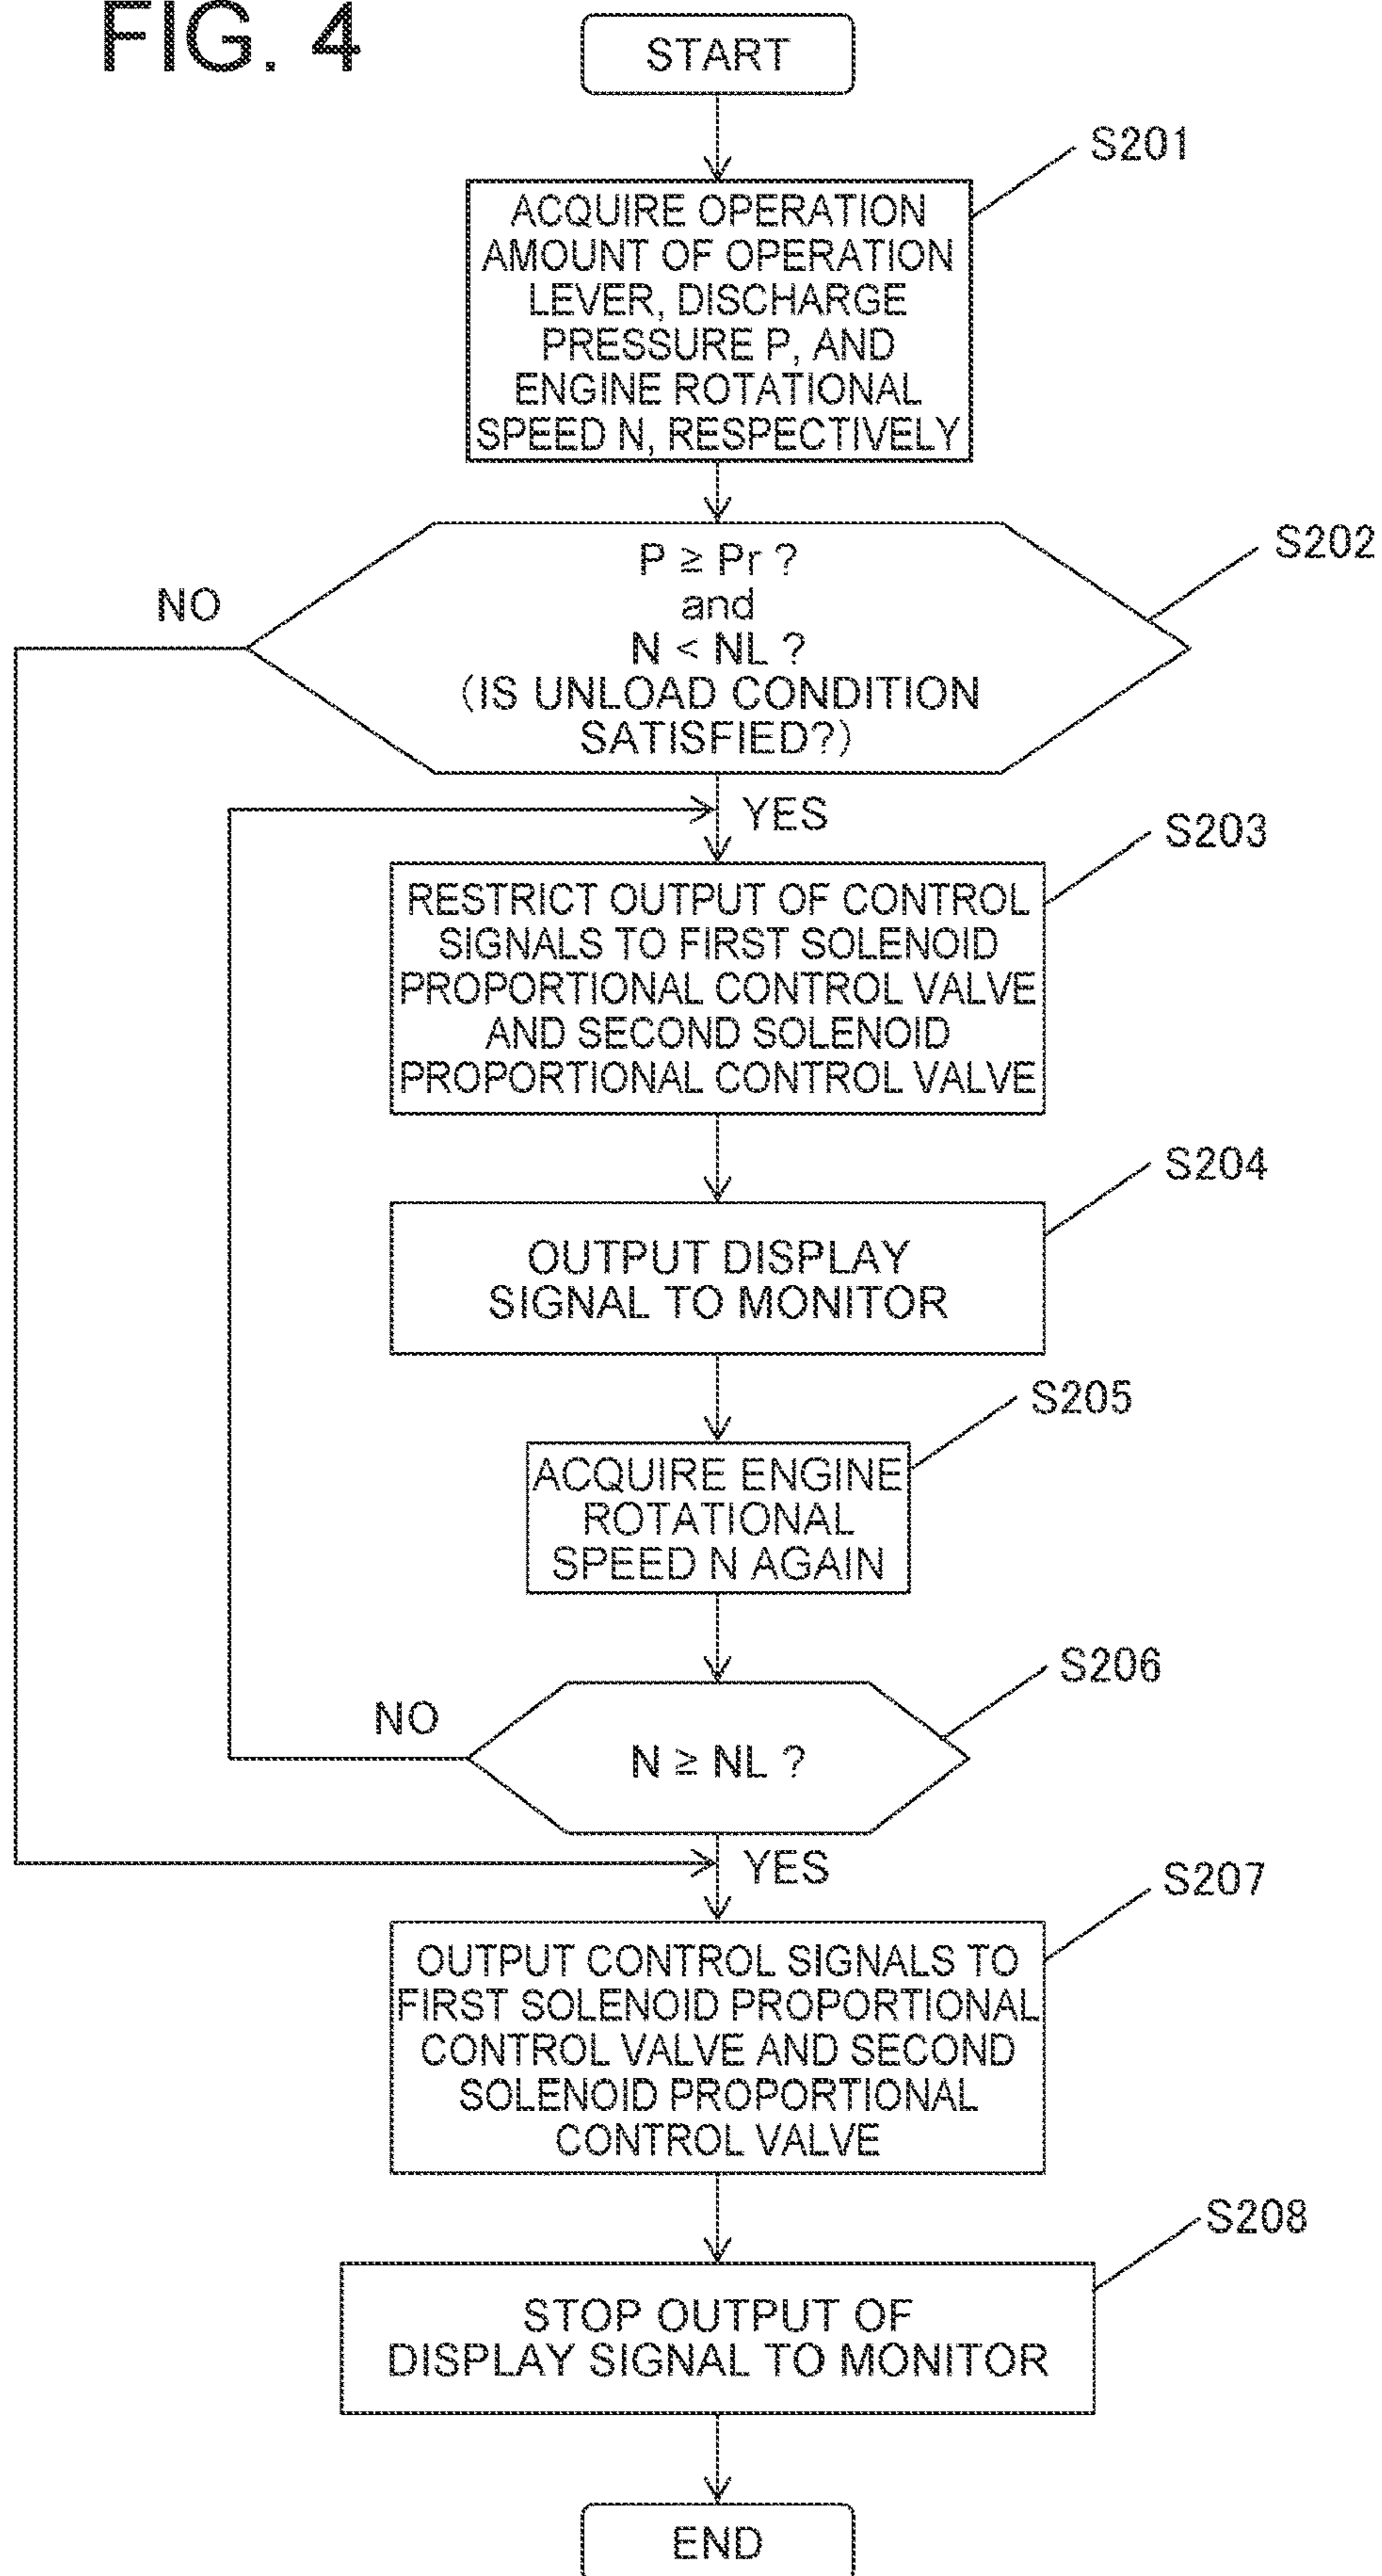 FIG. 4
START
S201
ACQUIRE OPERATION
AMOUNT OF OPERATION
LEVER, DISCHARGE
PRESSURE P, AND
ENGINE ROTATIONAL
SPEED N, RESPECTIVELY
S202
P ≥ Pr ?
and
N < NL ?
(IS UNLOAD CONDITION
SATISFIED?)
NO
YES
S203
RESTRICT OUTPUT OF CONTROL
SIGNALS TO FIRST SOLENOID
PROPORTIONAL CONTROL VALVE
AND SECOND SOLENOID
PROPORTIONAL CONTROL VALVE
S204
OUTPUT DISPLAY
SIGNAL TO MONITOR
S205
ACQUIRE ENGINE
ROTATIONAL
SPEED N AGAIN
S206
NO
N ≥ NL ?
YES
S207
OUTPUT CONTROL SIGNALS TO
FIRST SOLENOID PROPORTIONAL
CONTROL VALVE AND SECOND
SOLENOID PROPORTIONAL
CONTROL VALVE
S208
STOP OUTPUT OF
DISPLAY SIGNAL TO MONITOR
END